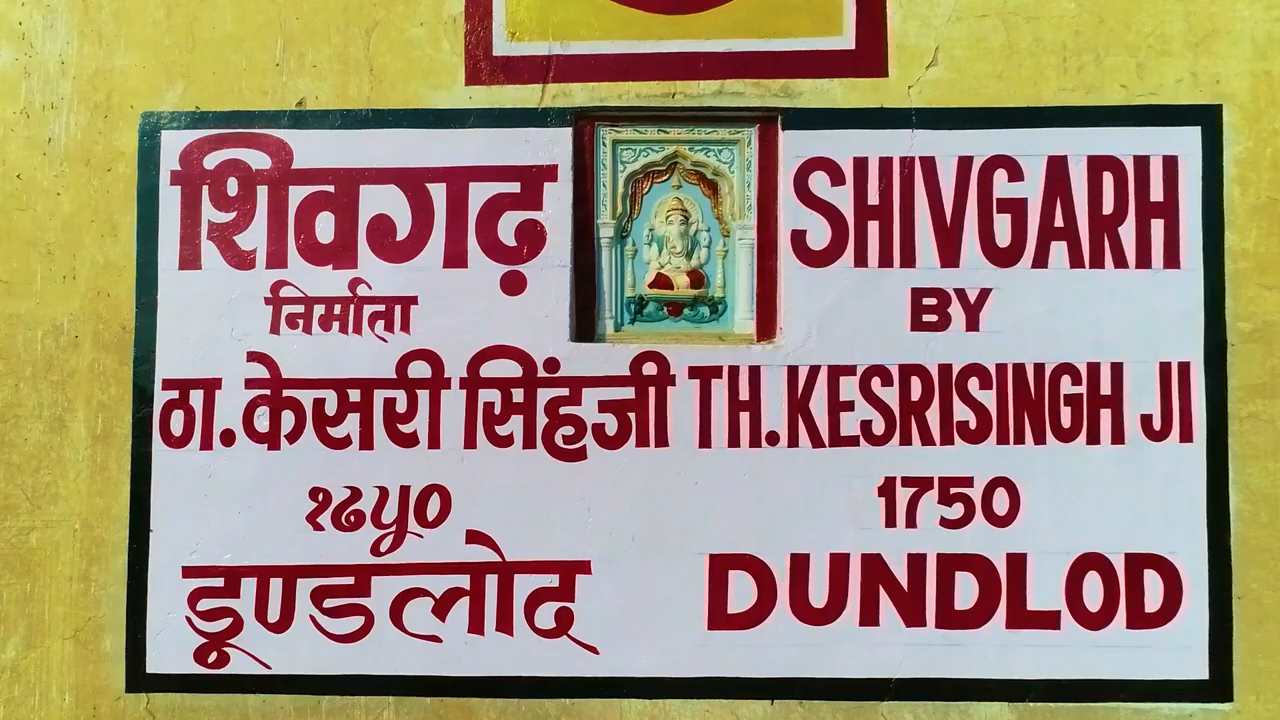 शिवगढ़
निर्माता
ठा. केसरी सिंहजी
१७५०
डूण्डलोद
SHIVGARH
BY
TH. KESRISINGH JI
1750
DUNDLOD